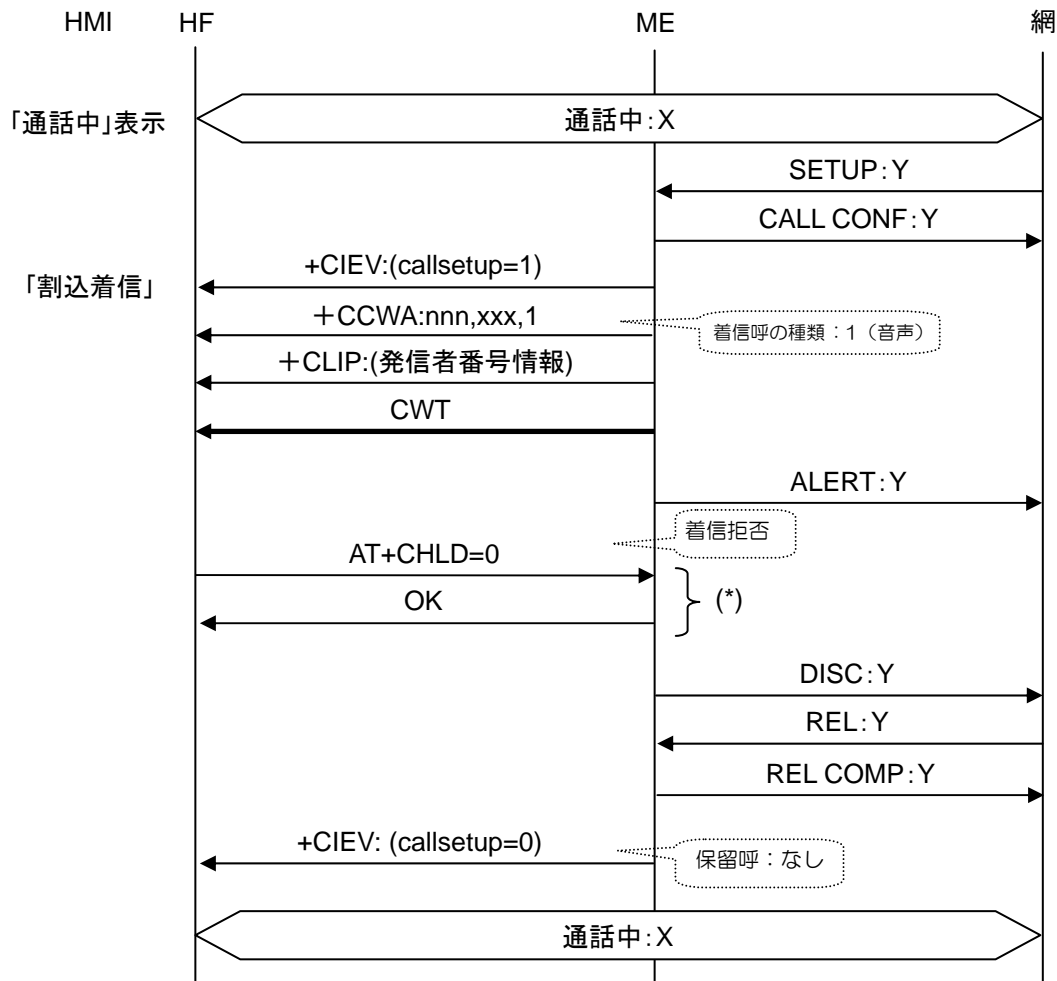 HMI HF ME 網
「通話中」表示
通話中：X
SETUP：Y
CALL CONF：Y
+CIEV:(callsetup=1)
「割込着信」
＋CCWA:nnn,xxx,1
着信呼の種類：1（音声）
＋CLIP:(発信者番号情報)
CWT
ALERT：Y
着信拒否
AT+CHLD=0
(*)
OK
DISC：Y
REL：Y
REL COMP：Y
+CIEV: (callsetup=0)
保留呼：なし
通話中：X